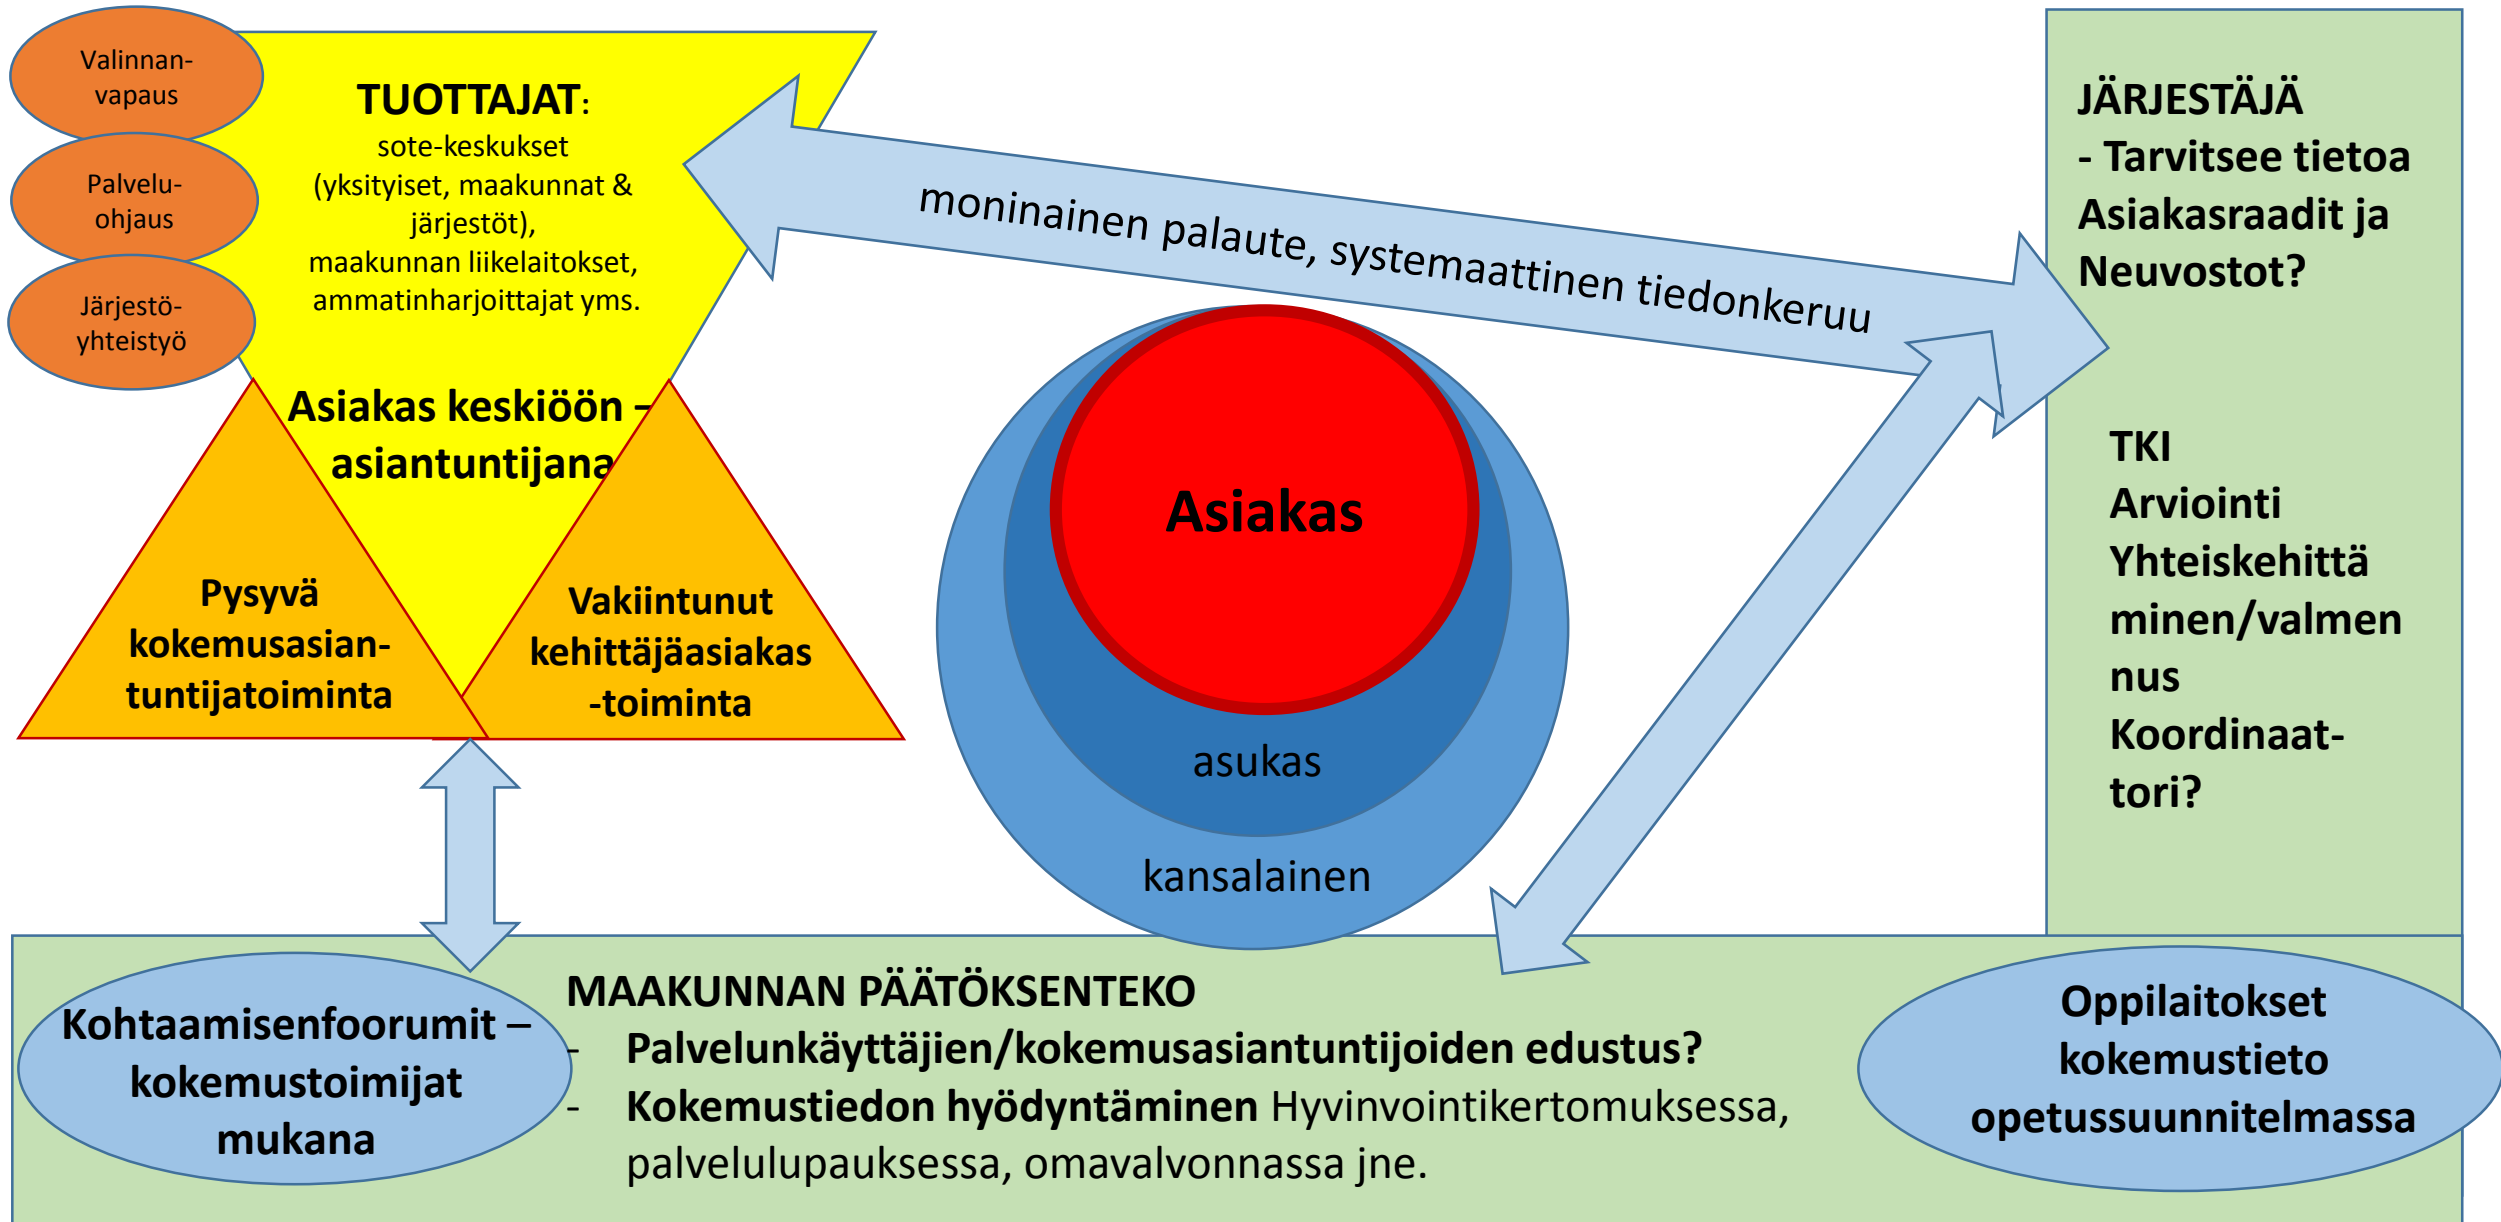 Valinnan-
vapaus
Palvelu-
ohjaus
Järjestö-
yhteistyö
TUOTTAJAT:
sote-keskukset
(yksityiset, maakunnat &
järjestöt),
maakunnan liikelaitokset,
ammatinharjoittajat yms.
Asiakas keskiöön –
asiantuntijana
Pysyvä
kokemusasian-
tuntijatoiminta
Vakiintunut
kehittäjäasiakas
-toiminta
moninainen palaute, systemaattinen tiedonkeruu
Asiakas
asukas
kansalainen
JÄRJESTÄJÄ
- Tarvitsee tietoa
Asiakasraadit ja
Neuvostot?
TKI
Arviointi
Yhteiskehittä
minen/valmen
nus
Koordinaat-
tori?
Kohtaamisenfoorumit –
kokemustoimijat
mukana
MAAKUNNAN PÄÄTÖKSENTEKO
- Palvelunkäyttäjien/kokemusasiantuntijoiden edustus?
- Kokemustiedon hyödyntäminen Hyvinvointikertomuksessa,
palvelulupauksessa, omavalvonnassa jne.
Oppilaitokset
kokemustieto
opetussuunnitelmassa